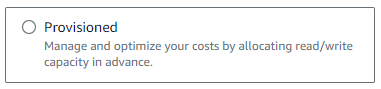 Provisioned
Manage and optimize your costs by allocating read/write
capacity in advance.